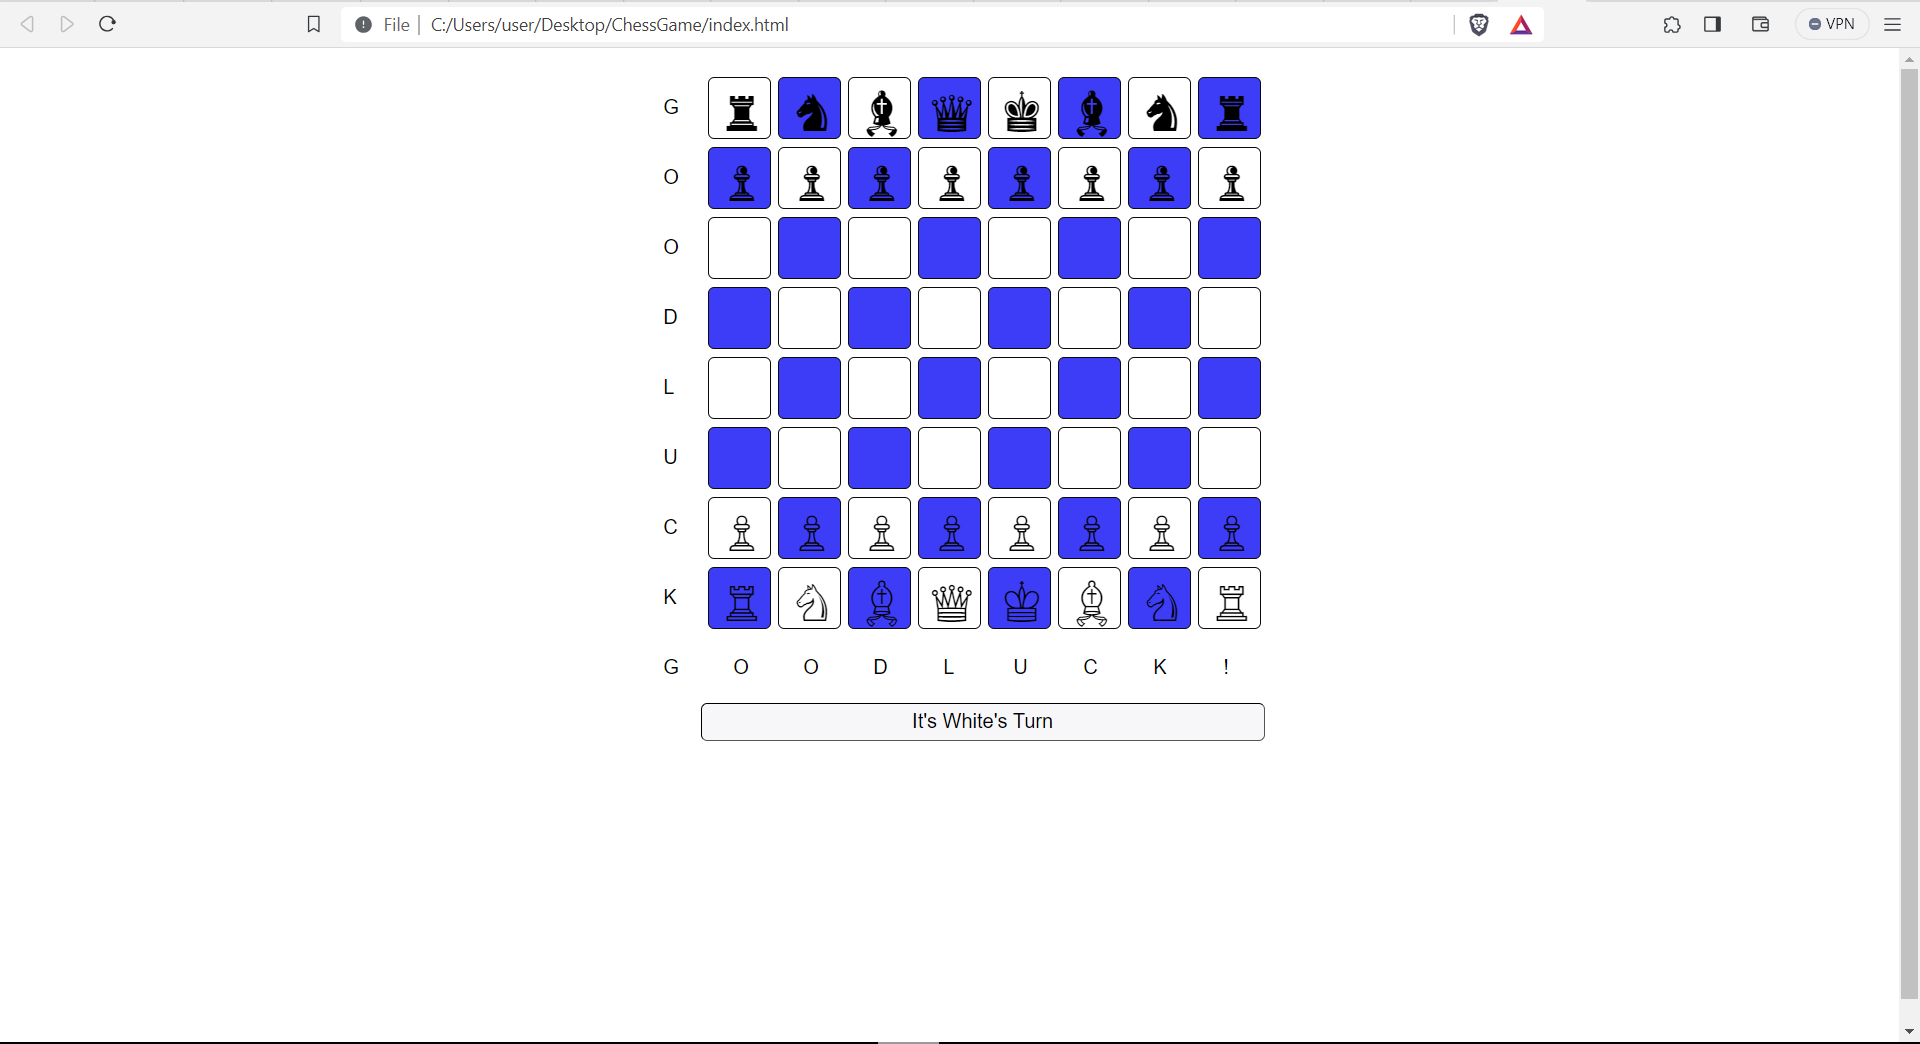 File C:/Users/user/Desktop/ChessGame/index.html
VPN
G
O
O
D
L
U
C
K
G O O D L U C K !
It's White's Turn